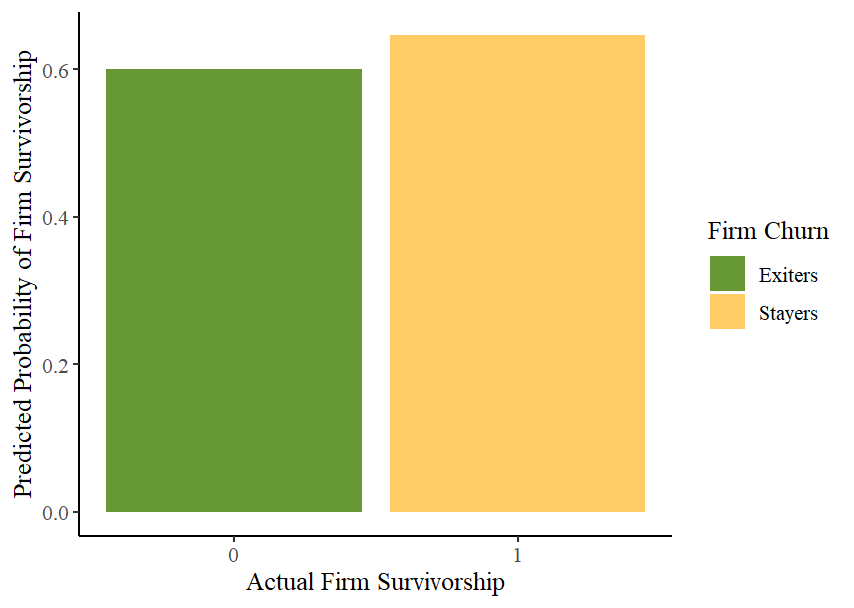 Predicted Probability of Firm Survivorship
0.6
0.4
0.2
0.0
0 1
Actual Firm Survivorship
Firm Churn
Exiters
Stayers